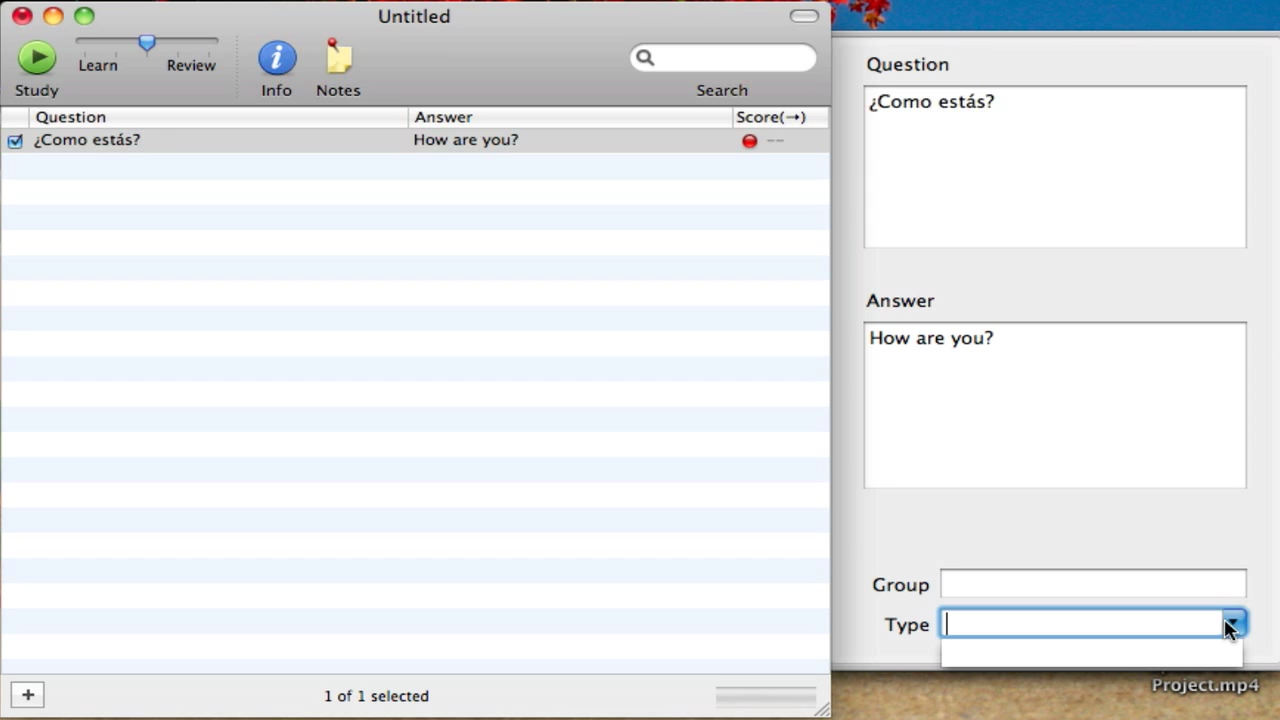 Untitled
Learn
Review
Study
Info
Notes
Search
Question
Answer
Score(→)
¿Como estás?
How are you?
--
1 of 1 selected
Question
¿Como estás?
Answer
How are you?
Group
Type
Project.mp4